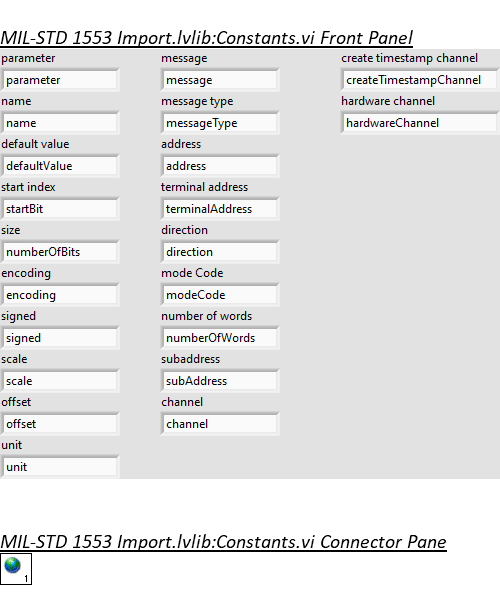 MIL-STD 1553 Import.lvlib:Constants.vi Front Panel
parameter
parameter
name
name
default value
defaultValue
start index
startBit
size
numberOfBits
encoding
encoding
signed
signed
scale
scale
offset
offset
unit
unit
message
message
message type
messageType
address
address
terminal address
terminalAddress
direction
direction
mode Code
modeCode
number of words
numberOfWords
subaddress
subAddress
channel
channel
create timestamp channel
createTimestampChannel
hardware channel
hardwareChannel
MIL-STD 1553 Import.lvlib:Constants.vi Connector Pane
1